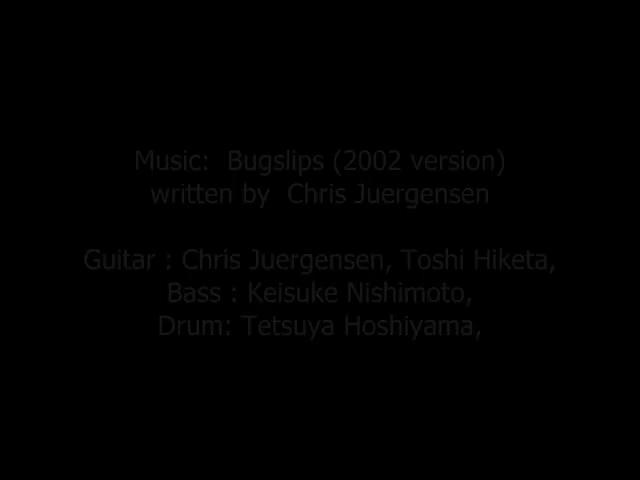 Music:  Bugslips (2002 version)
written by  Chris Juergensen
Guitar : Chris Juergensen, Toshi Hiketa,
Bass : Keisuke Nishimoto,
Drum: Tetsuya Hoshiyama,